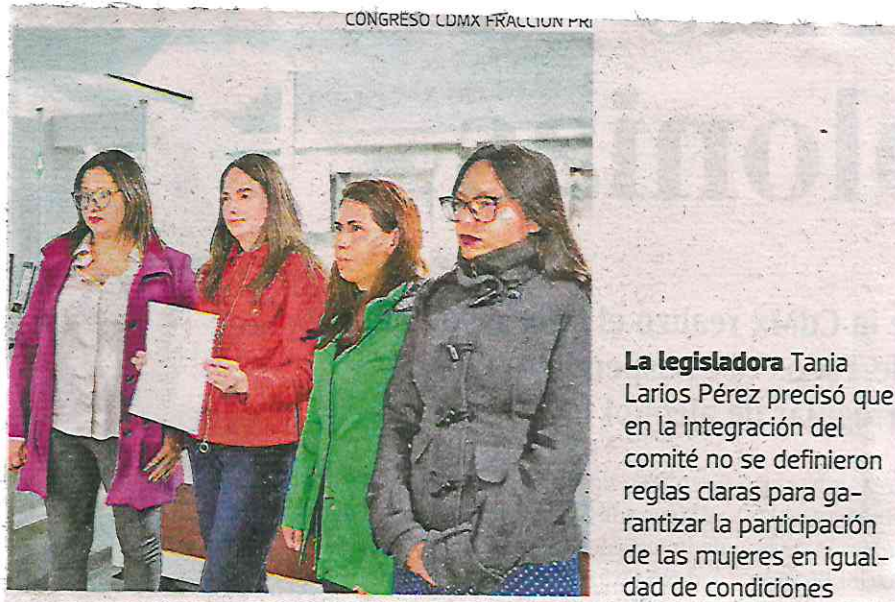 CONGRESO CDMX FRACCIÓN PRI
La legisladora Tania
Larios Pérez precisó que
en la integración del
comité no se definieron
reglas claras para ga-
rantizar la participación
de las mujeres en igual-
dad de condiciones